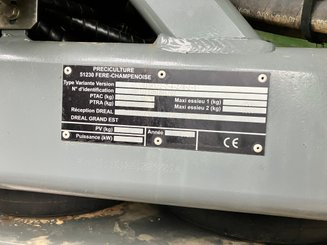 PRECICULTURE
51230 FERE-CHAMPENOISE
Type Variante Version
N° d'identification
PTAC (kg)
PTRA (kg)
Maxi essieu 1 (kg)
Maxi essieu 2 (kg)
Réception DREAL
DREAL GRAND EST
PV (kg)
Année
Puissance (kW)
CE